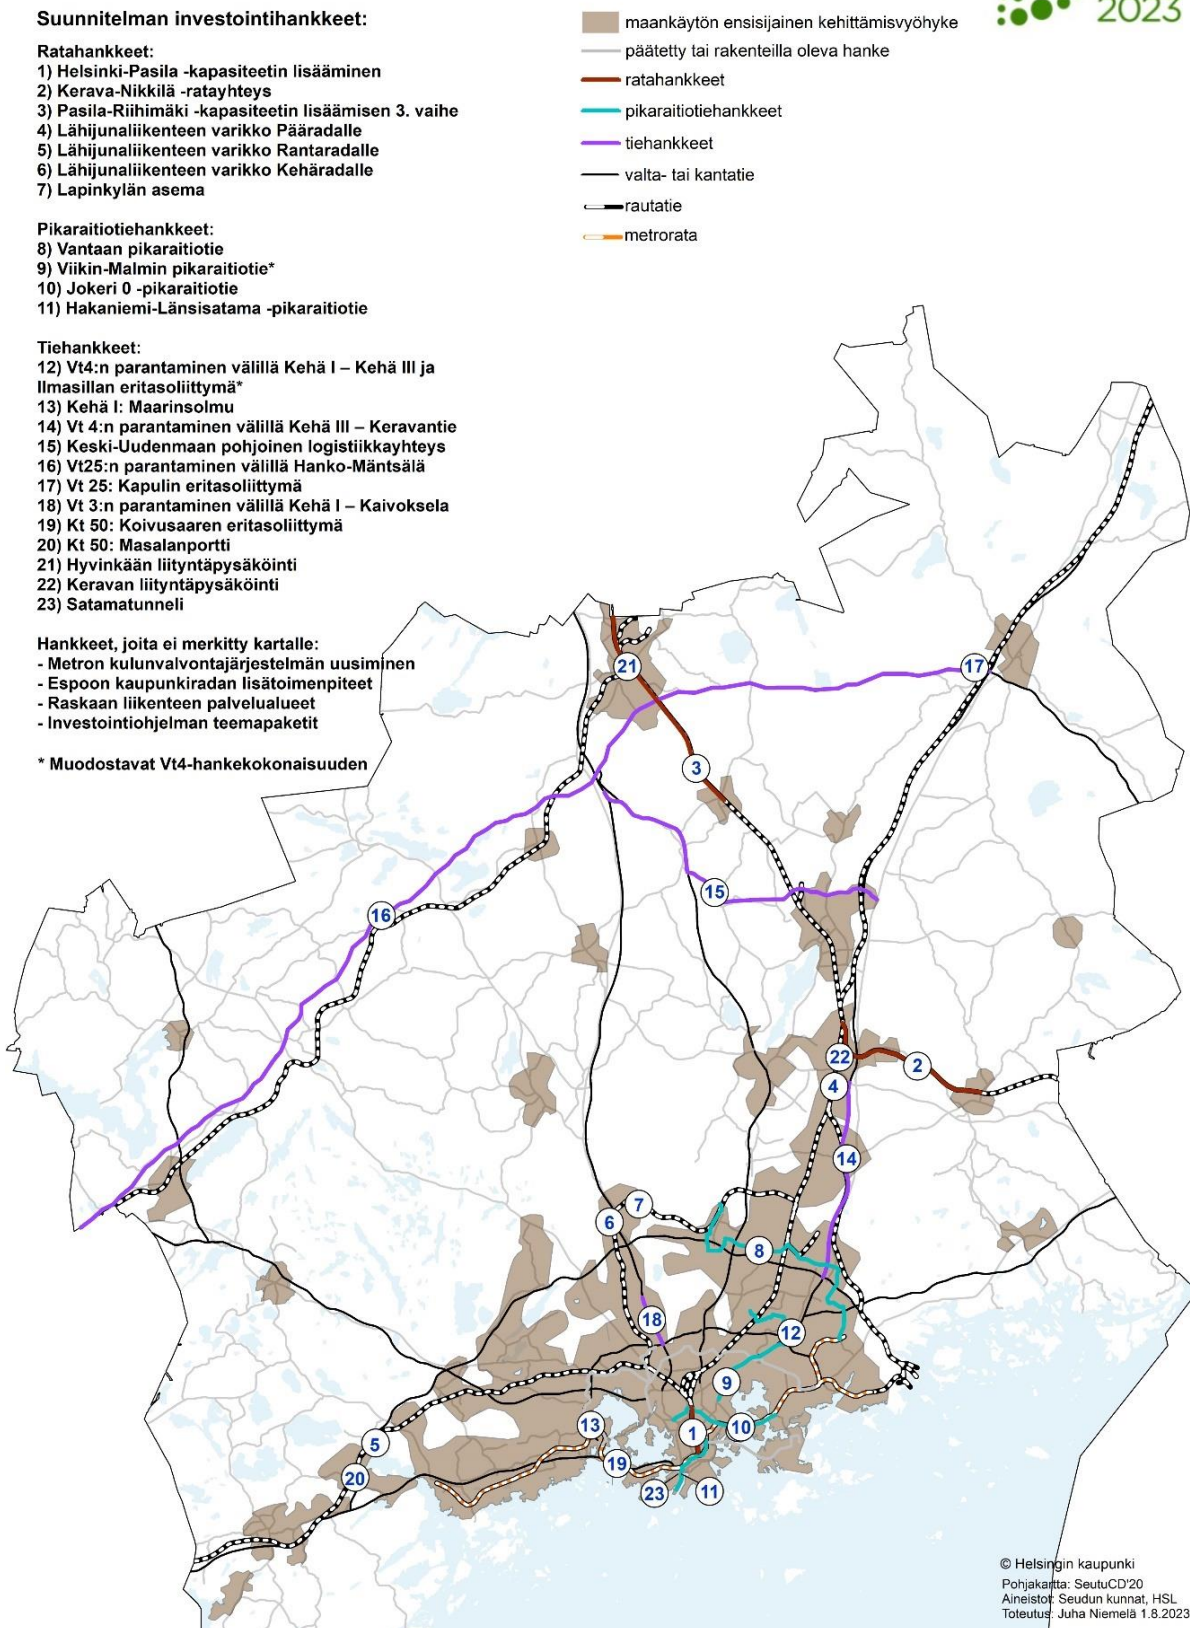 2023
Suunnitelman investointihankkeet:
Ratahankkeet:
1) Helsinki-Pasila -kapasiteetin lisääminen
2) Kerava-Nikkilä -ratayhteys
3) Pasila-Riihimäki -kapasiteetin lisäämisen 3. vaihe
4) Lähijunaliikenteen varikko Pääradalle
5) Lähijunaliikenteen varikko Rantaradalle
6) Lähijunaliikenteen varikko Kehäradalle
7) Lapinkylän asema
Pikaraitiotiehankkeet:
8) Vantaan pikaraitiotie
9) Viikin-Malmin pikaraitiotie*
10) Jokeri 0 -pikaraitiotie
11) Hakaniemi-Länsisatama -pikaraitiotie
Tiehankkeet:
12) Vt4:n parantaminen välillä Kehä I – Kehä III ja
Ilmasillan eritasoliittymä*
13) Kehä I: Maarinsolmu
14) Vt 4:n parantaminen välillä Kehä III – Keravantie
15) Keski-Uudenmaan pohjoinen logistiikkayhteys
16) Vt25:n parantaminen välillä Hanko-Mäntsälä
17) Vt 25: Kapulin eritasoliittymä
18) Vt 3:n parantaminen välillä Kehä I – Kaivoksela
19) Kt 50: Koivusaaren eritasoliittymä
20) Kt 50: Masalanportti
21) Hyvinkään liityntäpysäköinti
22) Keravan liityntäpysäköinti
23) Satamatunneli
Hankkeet, joita ei merkitty kartalle:
- Metron kulunvalvontajärjestelmän uusiminen
- Espoon kaupunkiradan lisätoimenpiteet
- Raskaan liikenteen palvelualueet
- Investointiohjelman teemapaketit
* Muodostavat Vt4-hankekokonaisuuden
maankäytön ensisijainen kehittämisvyöhyke
päätetty tai rakenteilla oleva hanke
ratahankkeet
pikaraitiotiehankkeet
tiehankkeet
valta- tai kantatie
rautatie
metrorata
21
17
3
15
16
22
2
4
14
7
6
8
18
12
9
13
10
1
5
19
20
23
11
© Helsingin kaupunki
Pohjakartta: SeutuCD'20
Aineistot: Seudun kunnat, HSL
Toteutus: Juha Niemelä 1.8.2023